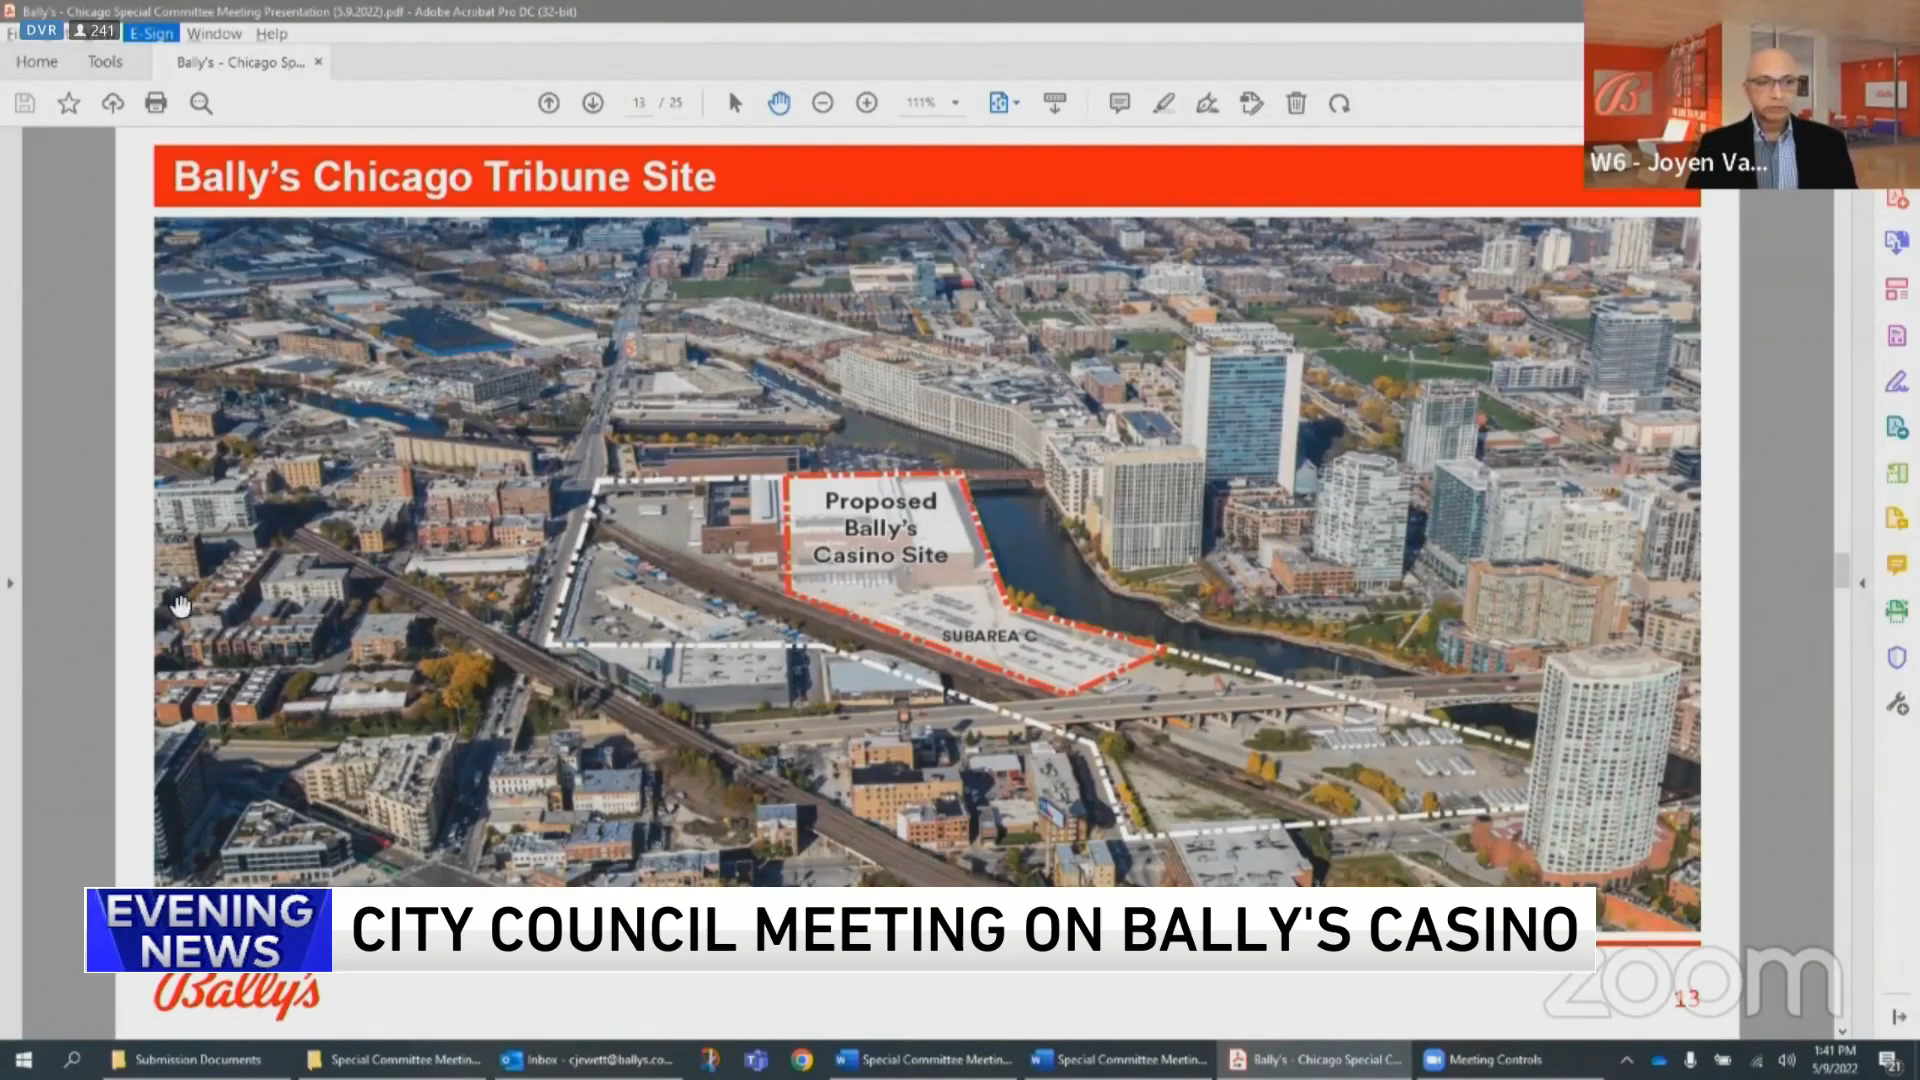 Bally's - Chicago Special Committee Meeting Presentation (5.9.2022).pdf - Adobe Acrobat Pro DC (32-bit)
DVR 241 E-Sign Window Help
Home Tools Bally's - Chicago Sp... ×
13 / 25 111%
W6 - Joyen Va...
Bally's Chicago Tribune Site
Proposed
Bally's
Casino Site
SUBAREA C
EVENING
NEWS
CITY COUNCIL MEETING ON BALLY'S CASINO
Bally's
zoom
13
Submission Documents Special Committee Meetin... Inbox - cjewett@ballys.co... Special Committee Meetin... Special Committee Meetin... Bally's - Chicago Special C... Meeting Controls
1:41 PM
5/9/2022
21